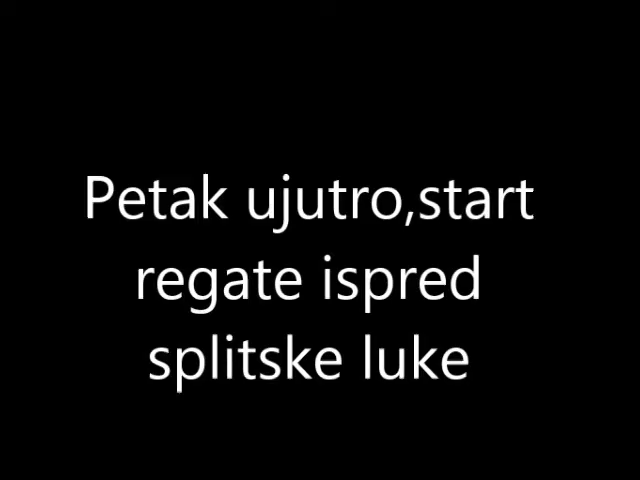 Petak ujutro,start
regate ispred
splitske luke